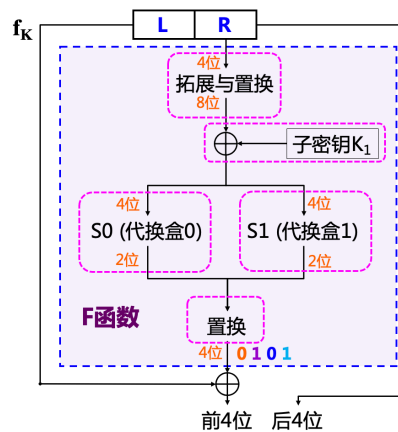 f_K
L R
4位
拓展与置换
8位
子密钥K₁
4位 4位
S0 (代换盒0) S1 (代换盒1)
2位 2位
F函数
置换
4位 0 1 0 1
前4位 后4位